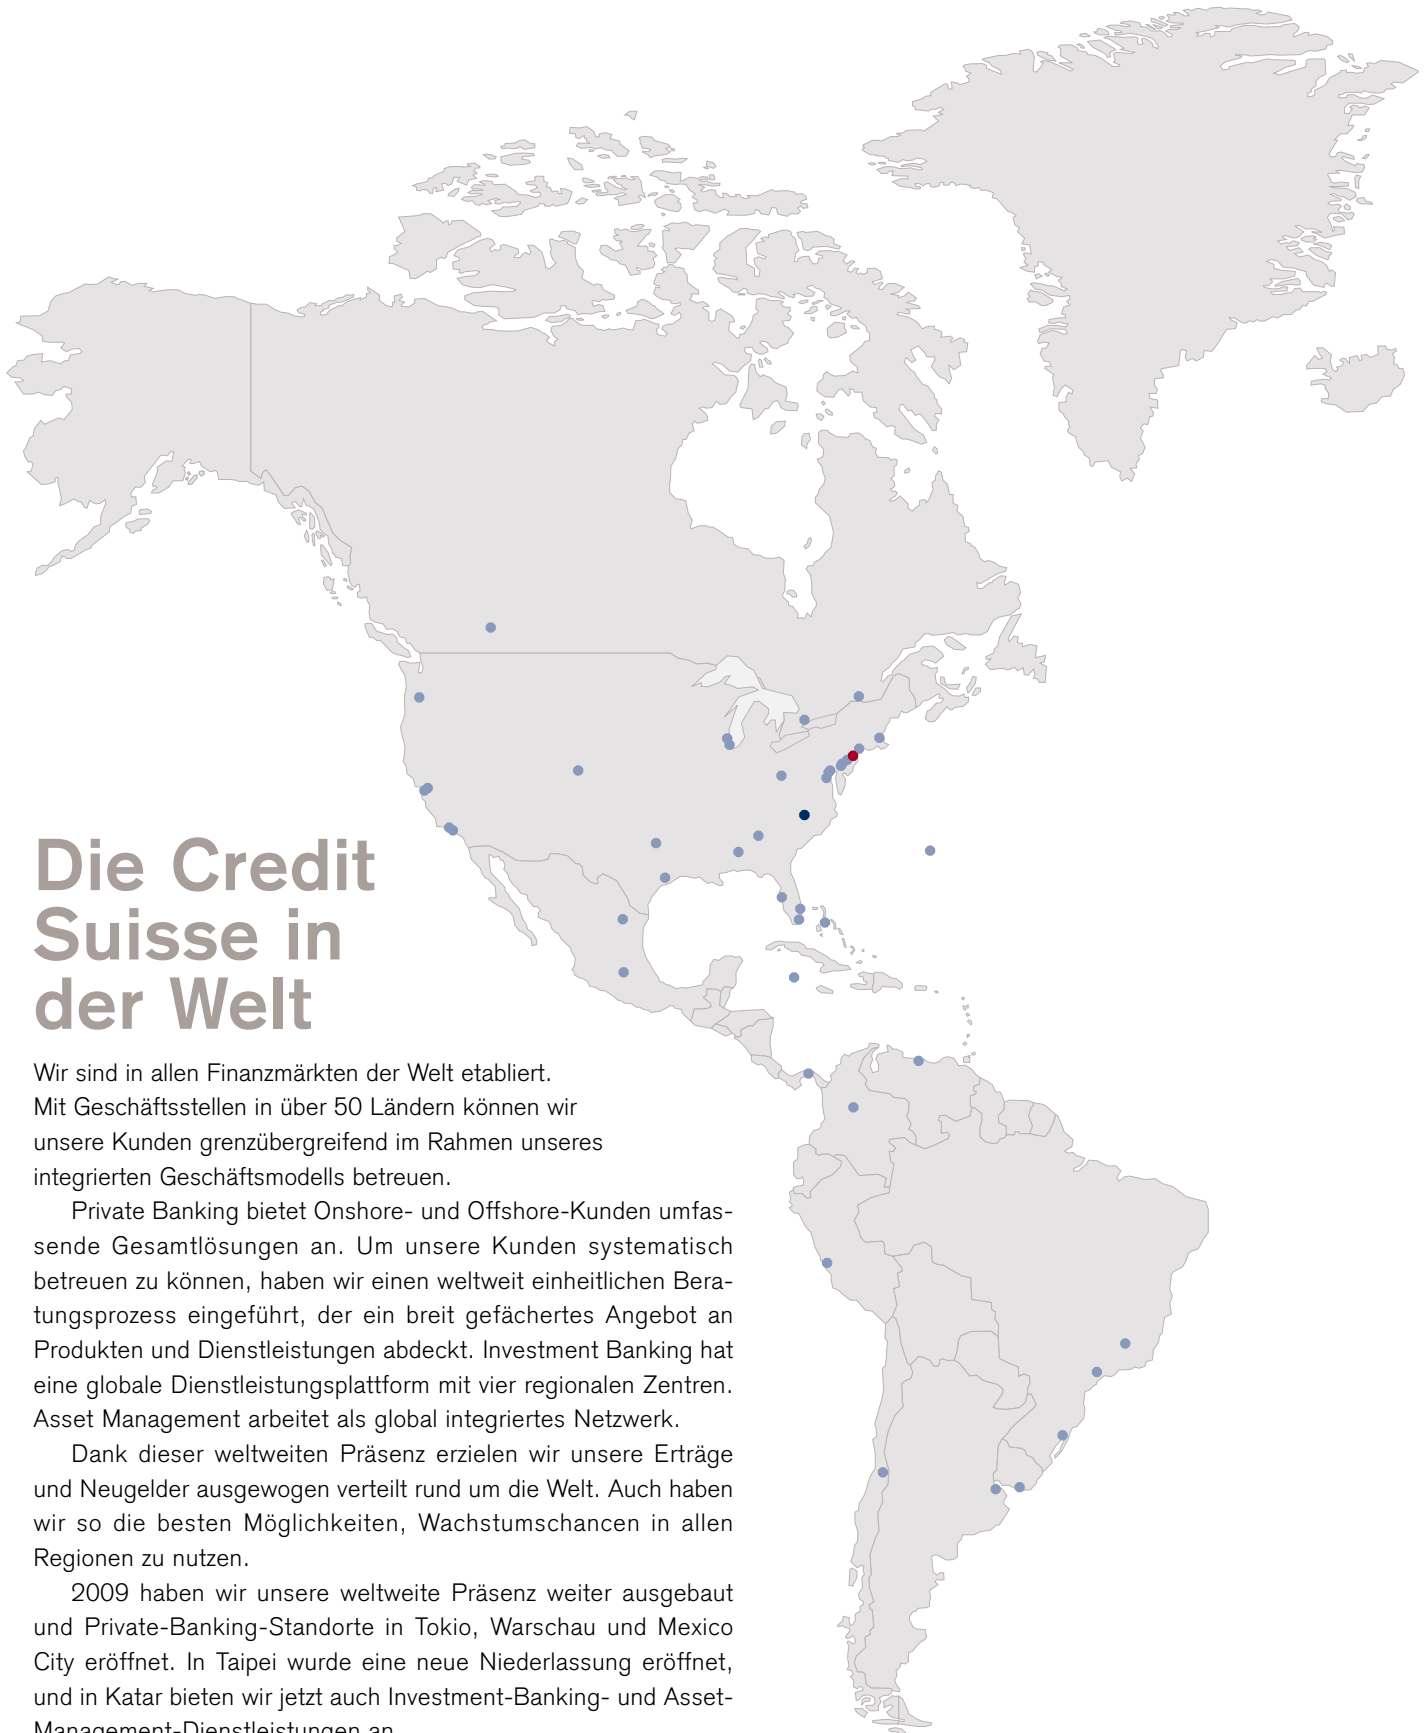 Die Credit
Suisse in
der Welt
Wir sind in allen Finanzmärkten der Welt etabliert.
Mit Geschäftsstellen in über 50 Ländern können wir
unsere Kunden grenzübergreifend im Rahmen unseres
integrierten Geschäftsmodells betreuen.
Private Banking bietet Onshore- und Offshore-Kunden umfas-
sende Gesamtlösungen an. Um unsere Kunden systematisch
betreuen zu können, haben wir einen weltweit einheitlichen Bera-
tungsprozess eingeführt, der ein breit gefächertes Angebot an
Produkten und Dienstleistungen abdeckt. Investment Banking hat
eine globale Dienstleistungsplattform mit vier regionalen Zentren.
Asset Management arbeitet als global integriertes Netzwerk.
Dank dieser weltweiten Präsenz erzielen wir unsere Erträge
und Neugelder ausgewogen verteilt rund um die Welt. Auch haben
wir so die besten Möglichkeiten, Wachstumschancen in allen
Regionen zu nutzen.
2009 haben wir unsere weltweite Präsenz weiter ausgebaut
und Private-Banking-Standorte in Tokio, Warschau und Mexico
City eröffnet. In Taipei wurde eine neue Niederlassung eröffnet,
und in Katar bieten wir jetzt auch Investment-Banking- und Asset-
Management-Dienstleistungen an